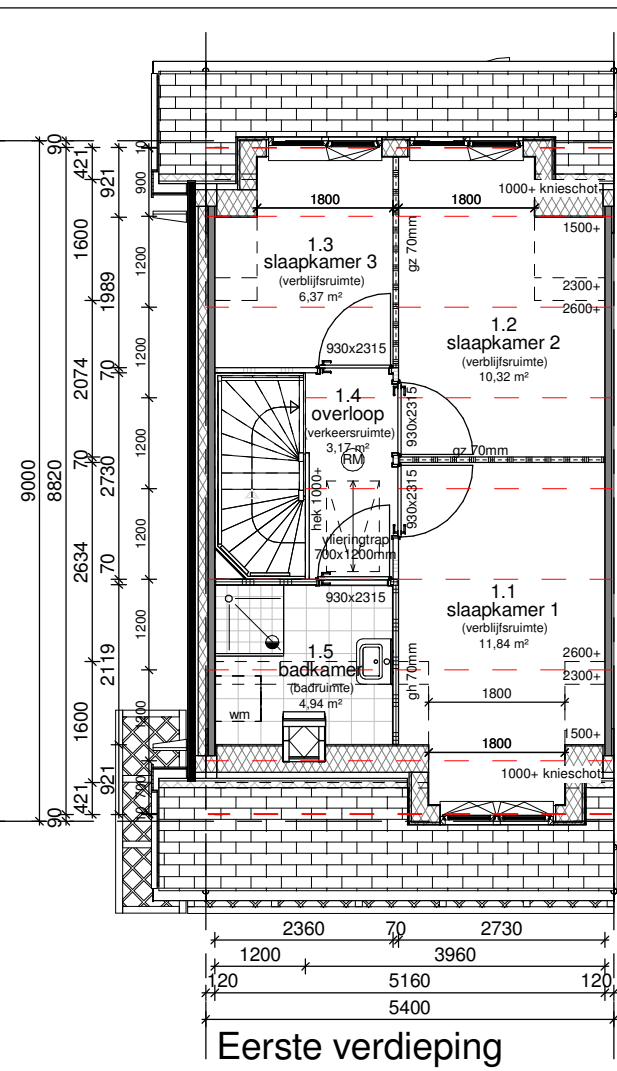 1000+ knieschot
1800 1800
1500+
1.3
slaapkamer 3
(verblijfsruimte)
6,37 m²
gz 70mm
2300+
2600+
1.2
slaapkamer 2
(verblijfsruimte)
10,32 m²
930x2315
1.4
overloop
(verkeersruimte)
3,17 m²
RM
930x2315
gz 70mm
930x2315
hek 1000+
vlieringtrap
700x1200mm
930x2315
1.1
slaapkamer 1
(verblijfsruimte)
11,84 m²
1.5
badkamer
(badruimte)
4,94 m²
wm
gh 70mm
2600+
2300+
1800
1500+
1800
1000+ knieschot
9000
90
8820
90
421
1600
2074
70
2634
1600
421
921
1989
70
2730
70
2119
921
10
900
1200
1200
1200
1200
1200
1200
2360 70 2730
1200 3960
120 5160 120
5400
Eerste verdieping